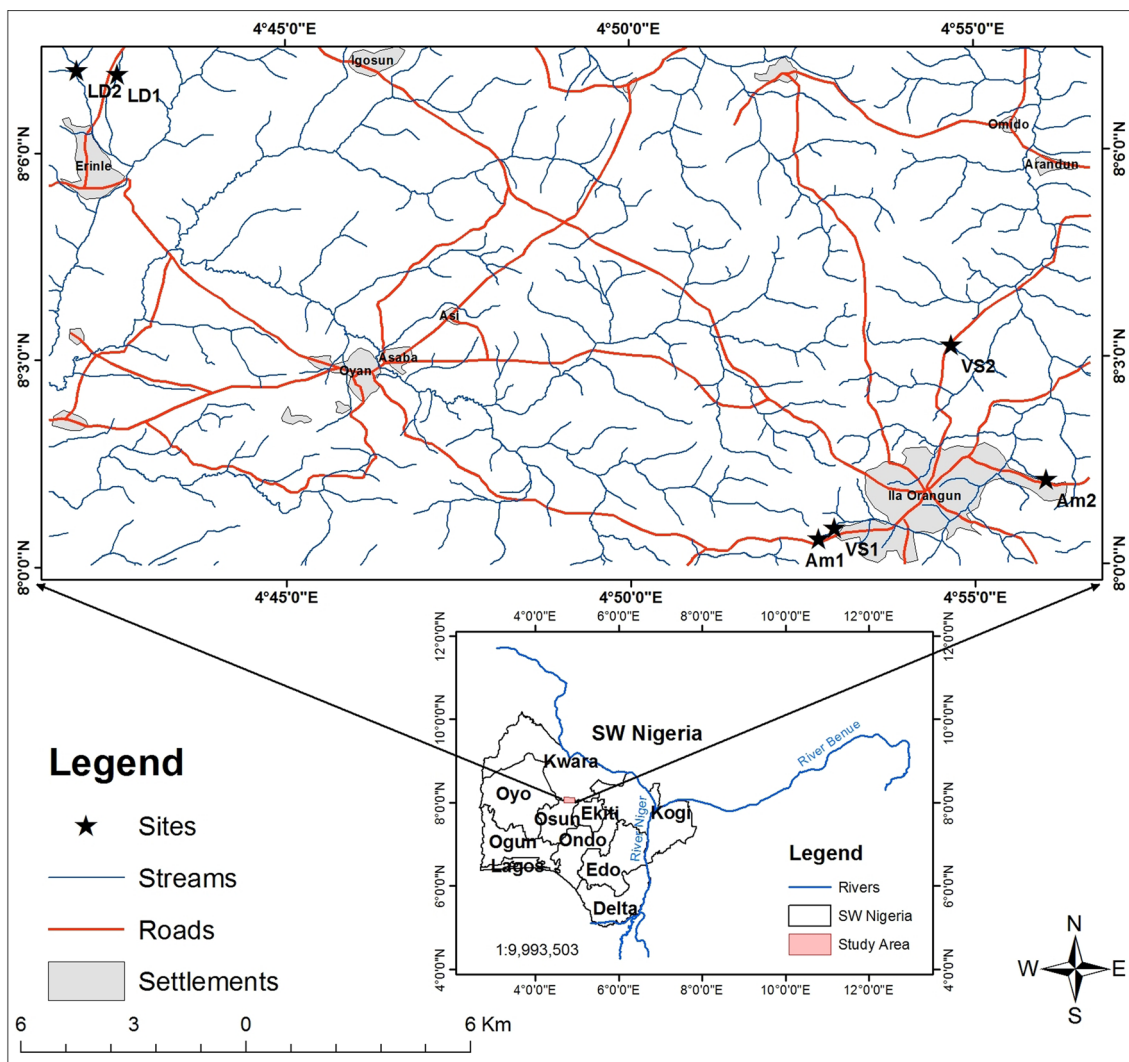 4°45'0"E 4°50'0"E 4°55'0"E
Igosun
LD2 LD1
Omido
8°6'0"N
8°6'0"N
Erinle
Arandun
Asi
VS2
8°3'0"N
8°3'0"N
Asaba
Oyan
Ila Orangun
Am2
VS1
Am1
8°0'0"N
8°0'0"N
4°45'0"E 4°50'0"E 4°55'0"E
4°0'0"E 6°0'0"E 8°0'0"E 10°0'0"E 12°0'0"E
12°0'0"N
12°0'0"N
10°0'0"N
10°0'0"N
8°0'0"N
8°0'0"N
6°0'0"N
6°0'0"N
4°0'0"N
4°0'0"N
SW Nigeria
River Benue
Kwara
Oyo
Osun
Ekiti
Kogi
River Niger
Ogun
Ondo
Lagos
Edo
Delta
1:9,993,503
Legend
Rivers
SW Nigeria
Study Area
4°0'0"E 6°0'0"E 8°0'0"E 10°0'0"E 12°0'0"E
Legend
Sites
Streams
Roads
Settlements
6 3 0 6 Km
N
W E
S